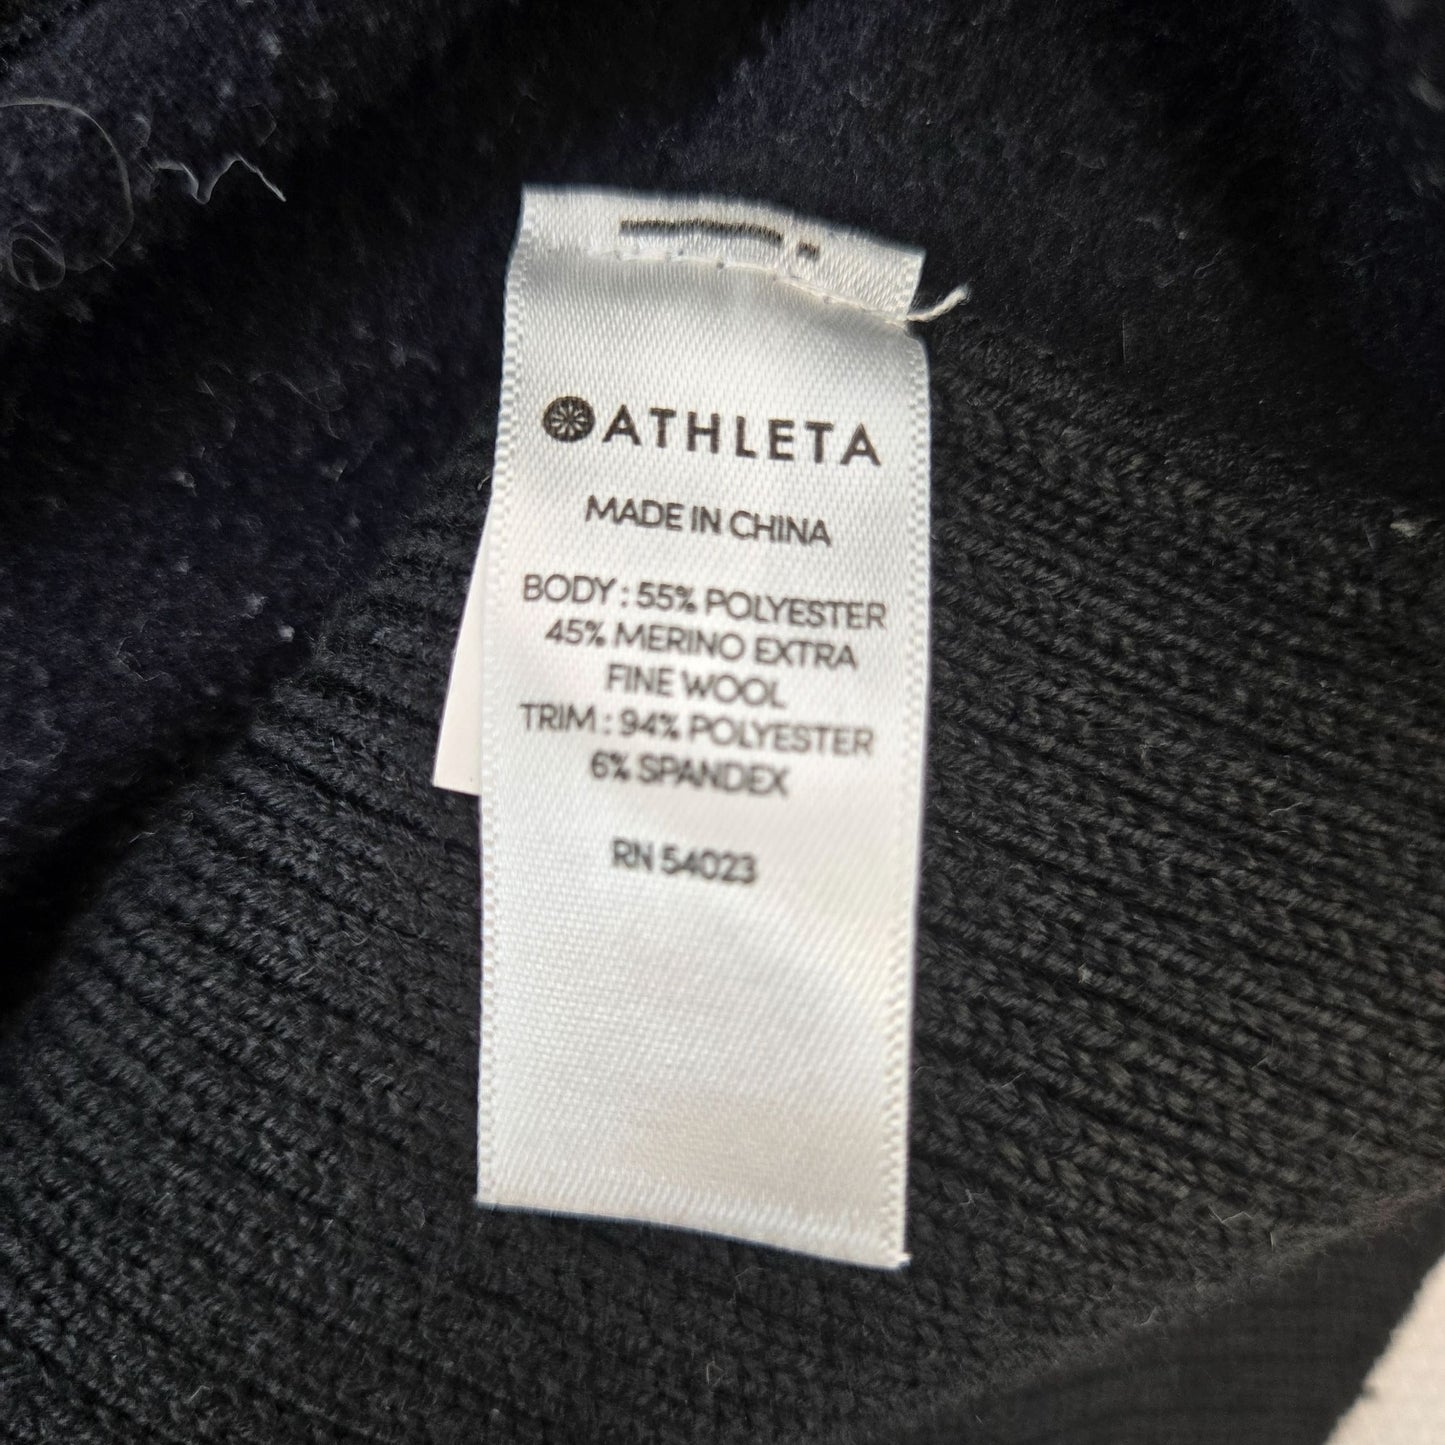 ATHLETA
MADE IN CHINA
BODY : 55% POLYESTER
45% MERINO EXTRA
FINE WOOL
TRIM : 94% POLYESTER
6% SPANDEX
RN 54023